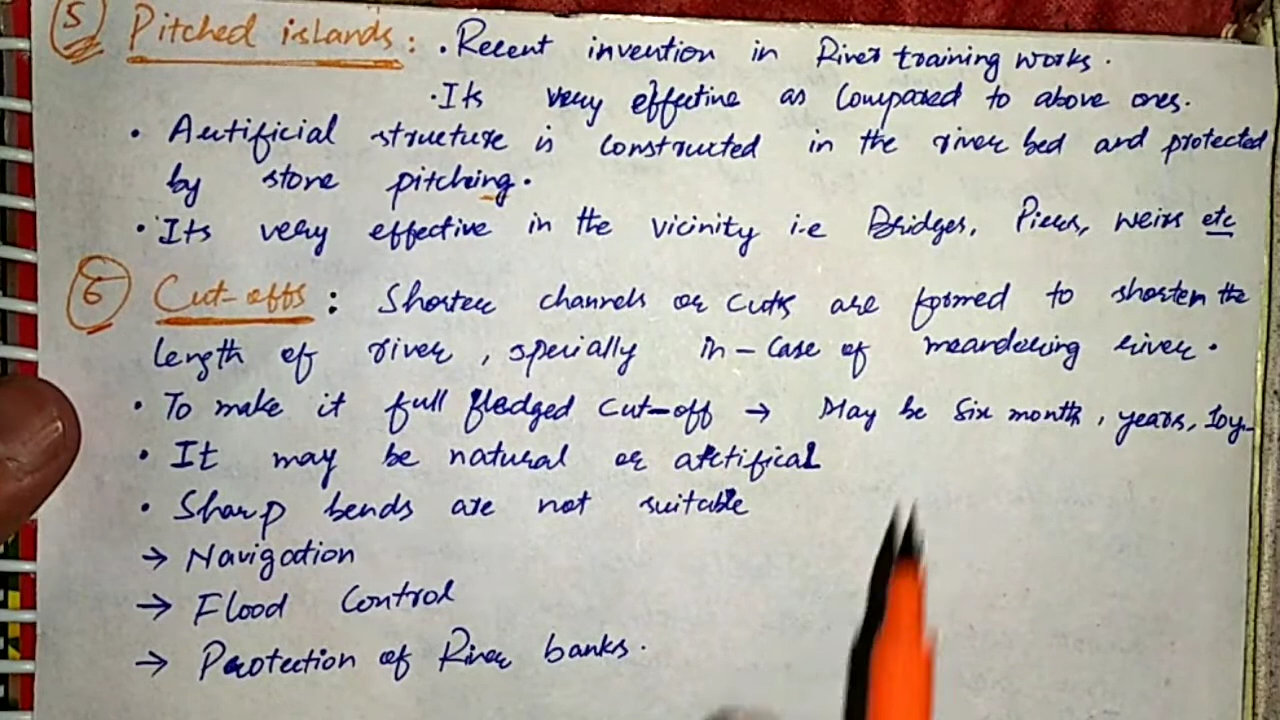 5 Pitched islands : . Recent invention in River training works .
. Its very effective as Compared to above ones .
• Artificial structure is constructed in the river bed and protected
by store pitching .
• Its very effective in the vicinity i.e Bridges, Piers, weirs etc
6 Cut-offs : Shorter channels or Cuts are formed to shorten the
length of river , specially in - Case of meandering river .
• To make it full fledged Cut-off → May be Six month , years, 10y-
• It may be natural or artifical
• Sharp bends are not suitable
→ Navigation
→ Flood Control
→ Protection of River banks .